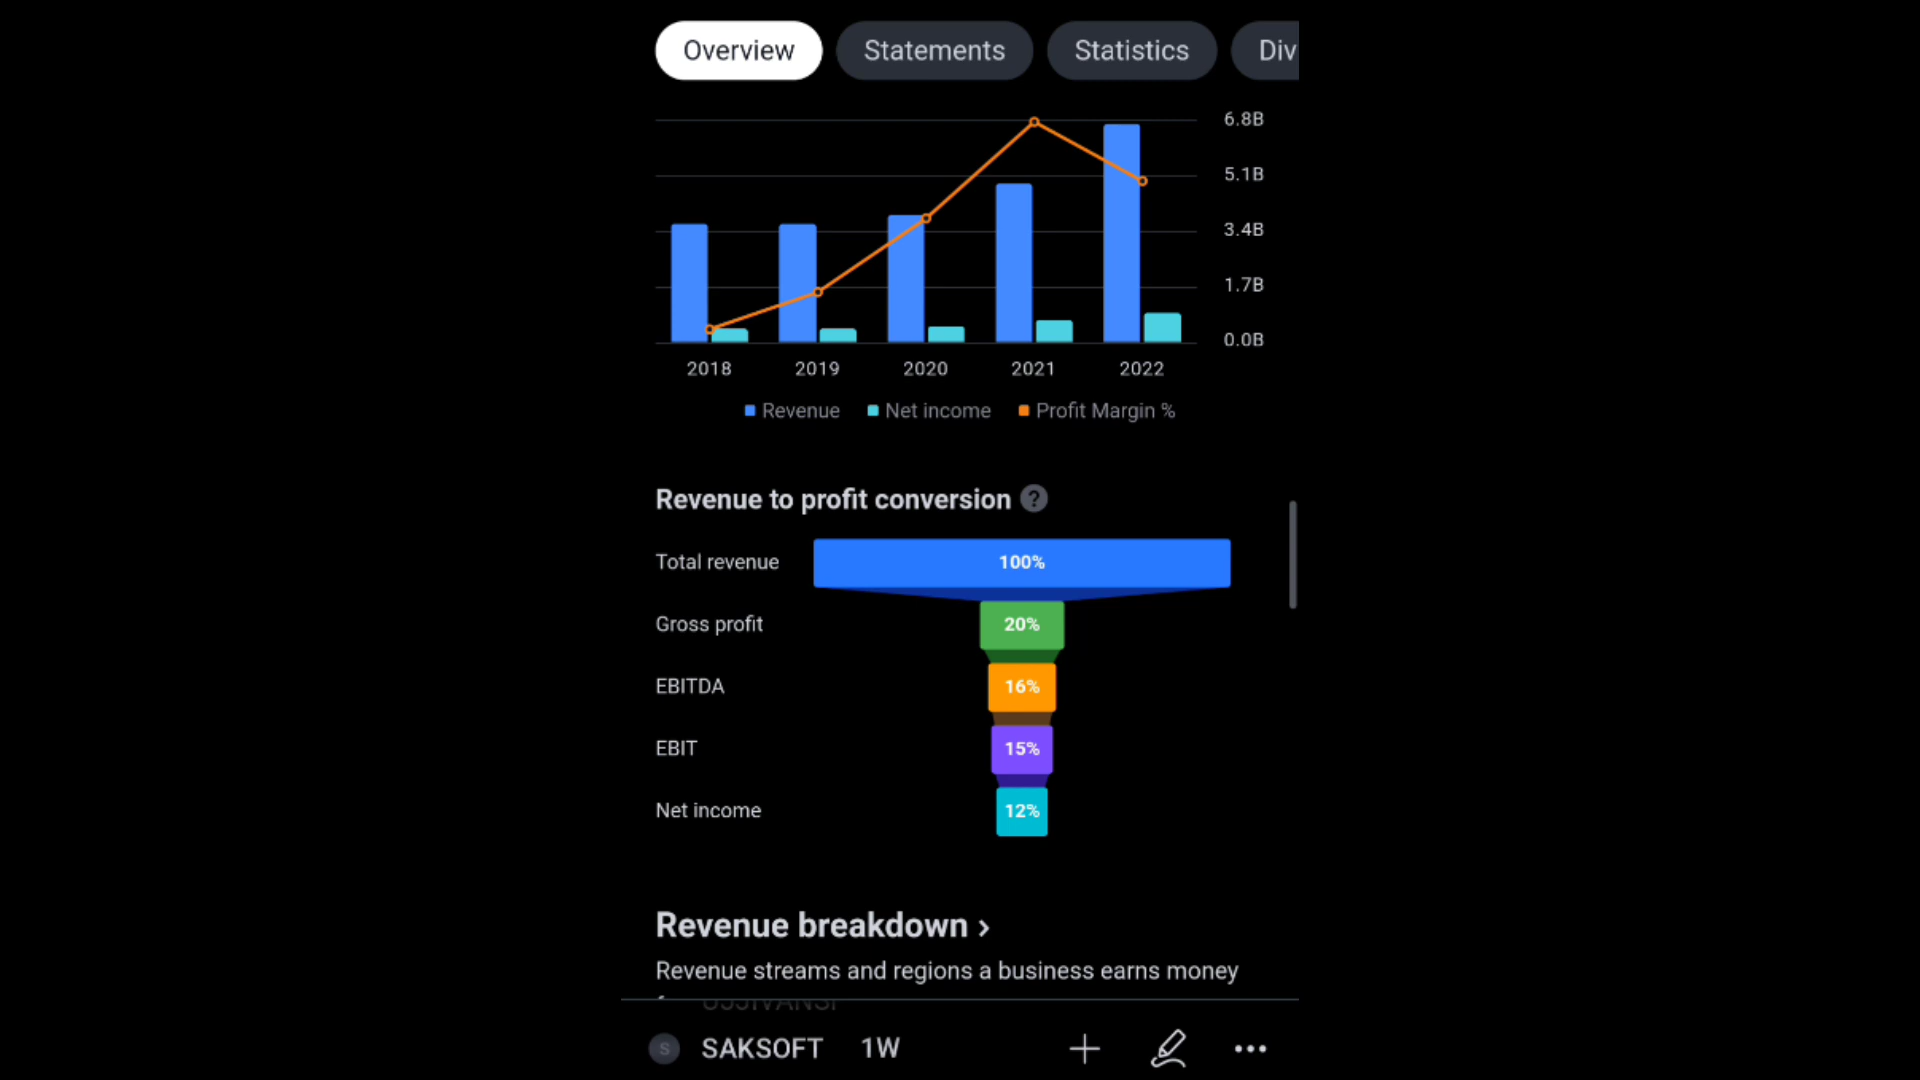 Overview Statements Statistics Div
6.8B
5.1B
3.4B
1.7B
0.0B
2018 2019 2020 2021 2022
Revenue Net income Profit Margin %
Revenue to profit conversion ?
Total revenue 100%
Gross profit 20%
EBITDA 16%
EBIT 15%
Net income 12%
Revenue breakdown >
Revenue streams and regions a business earns money
S SAKSOFT 1W